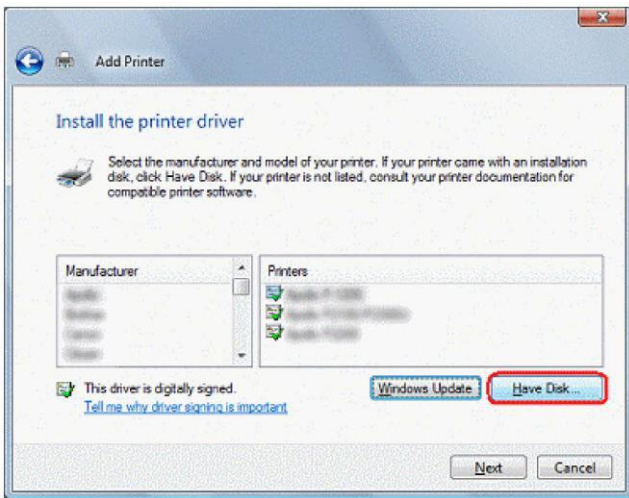 Add Printer
Install the printer driver
Select the manufacturer and model of your printer. If your printer came with an installation
disk, click Have Disk. If your printer is not listed, consult your printer documentation for
compatible printer software.
Manufacturer
Printers
This driver is digitally signed.
Tell me why driver signing is important
Windows Update
Have Disk...
Next
Cancel